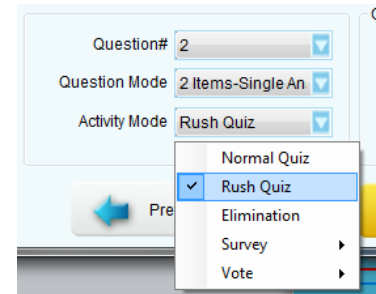 Question# 2
Question Mode 2 Items-Single An
Activity Mode Rush Quiz
Normal Quiz
Rush Quiz
Elimination
Survey
Vote
Pre